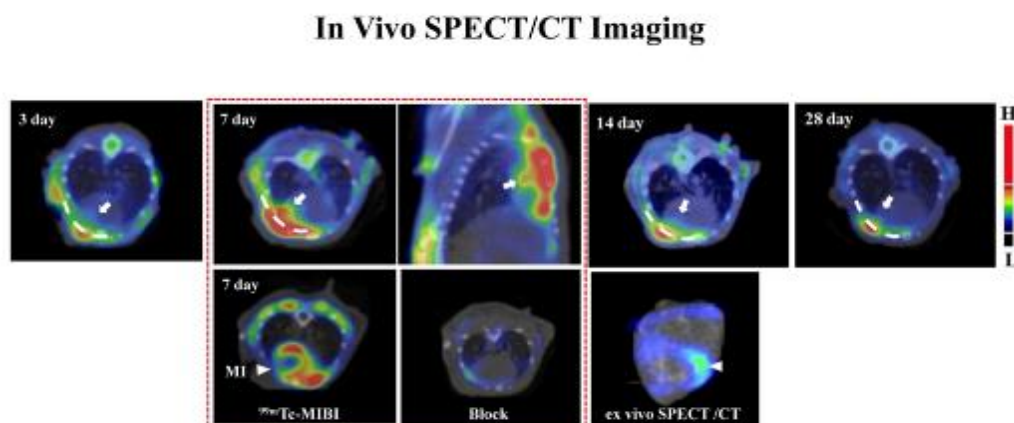 In Vivo SPECT/CT Imaging
3 day
7 day
14 day
28 day
H
L
7 day
MI
⁹⁹ᵐTc-MIBI
Block
ex vivo SPECT /CT